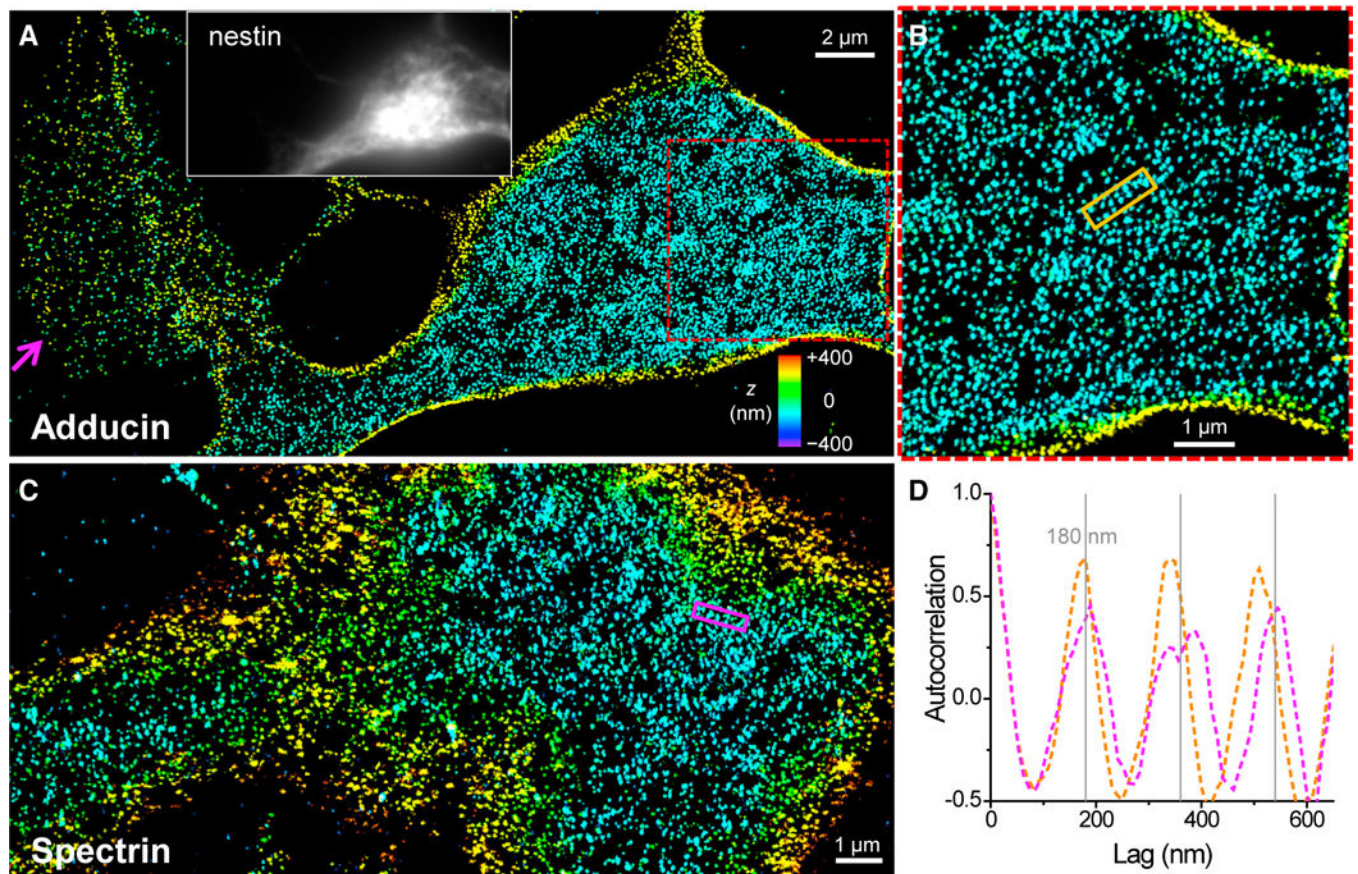 A
nestin
2 µm
+400
z
0
(nm)
−400
Adducin
B
1 µm
C
Spectrin
1 µm
D
1.0
0.5
0.0
-0.5
Autocorrelation
180 nm
0
200
400
600
Lag (nm)